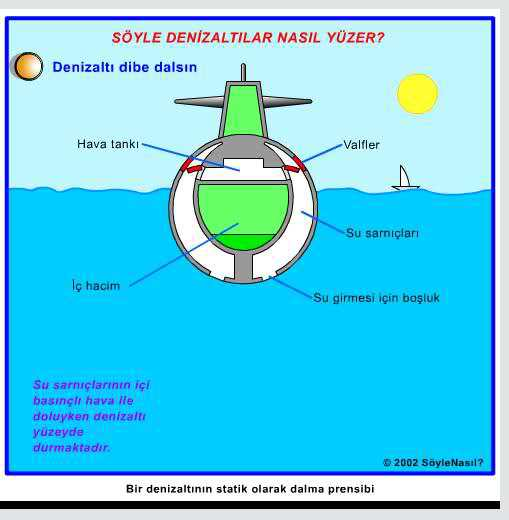 SÖYLE DENİZALTILAR NASIL YÜZER?
Denizaltı dibe dalsın
Hava tankı
Valfler
Su sarnıçları
İç hacim
Su girmesi için boşluk
Su sarnıçlarının içi
basınçlı hava ile
doluyken denizaltı
yüzeyde
durmaktadır.
© 2002 SöyleNasıl?
Bir denizaltının statik olarak dalma prensibi